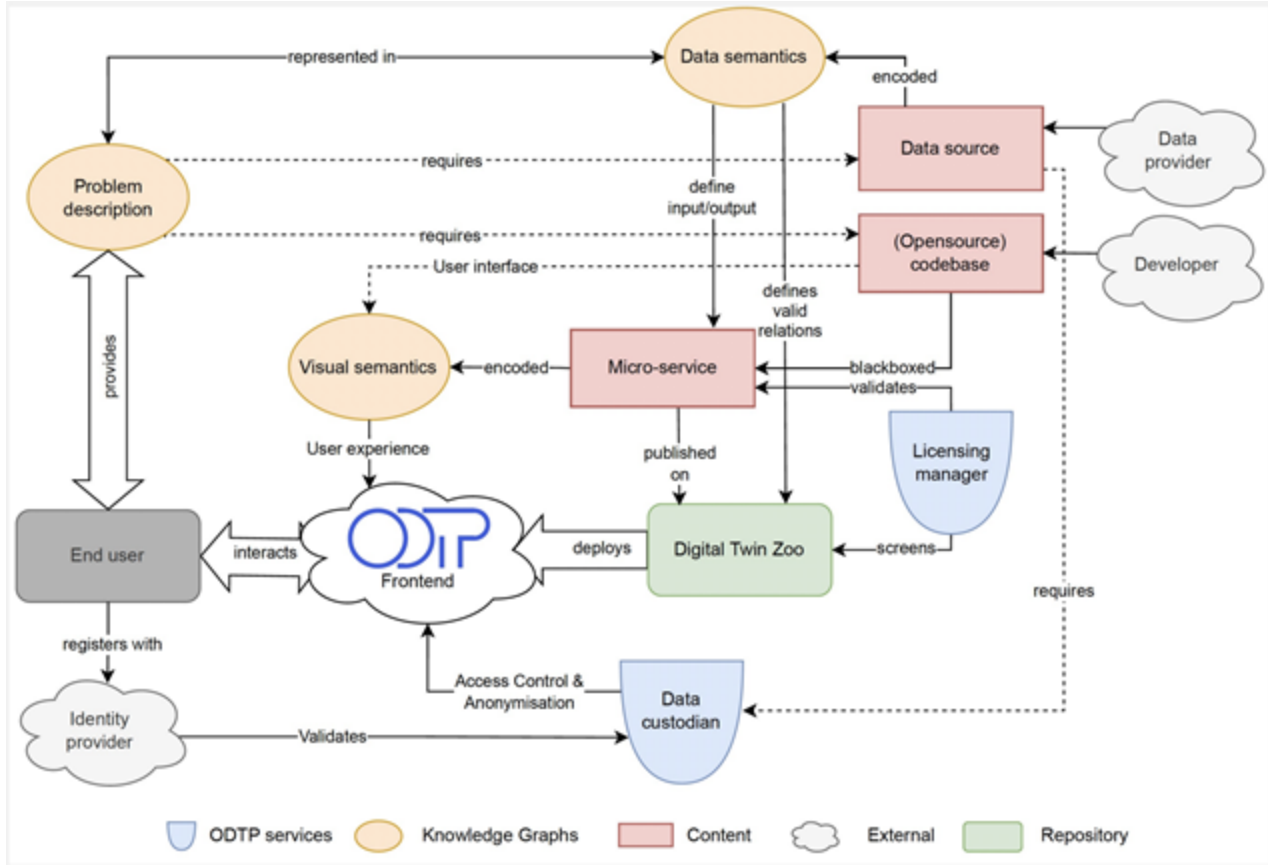 represented in
Data semantics
encoded
Data source
Data
provider
Problem
description
requires
define
input/output
requires
(Opensource)
codebase
Developer
User interface
defines
valid
relations
provides
Visual semantics
encoded
Micro-service
blackboxed
validates
User experience
published
on
Licensing
manager
End user
interacts
ODTP
Frontend
deploys
Digital Twin Zoo
screens
requires
registers with
Access Control &
Anonymisation
Data
custodian
Identity
provider
Validates
ODTP services
Knowledge Graphs
Content
External
Repository